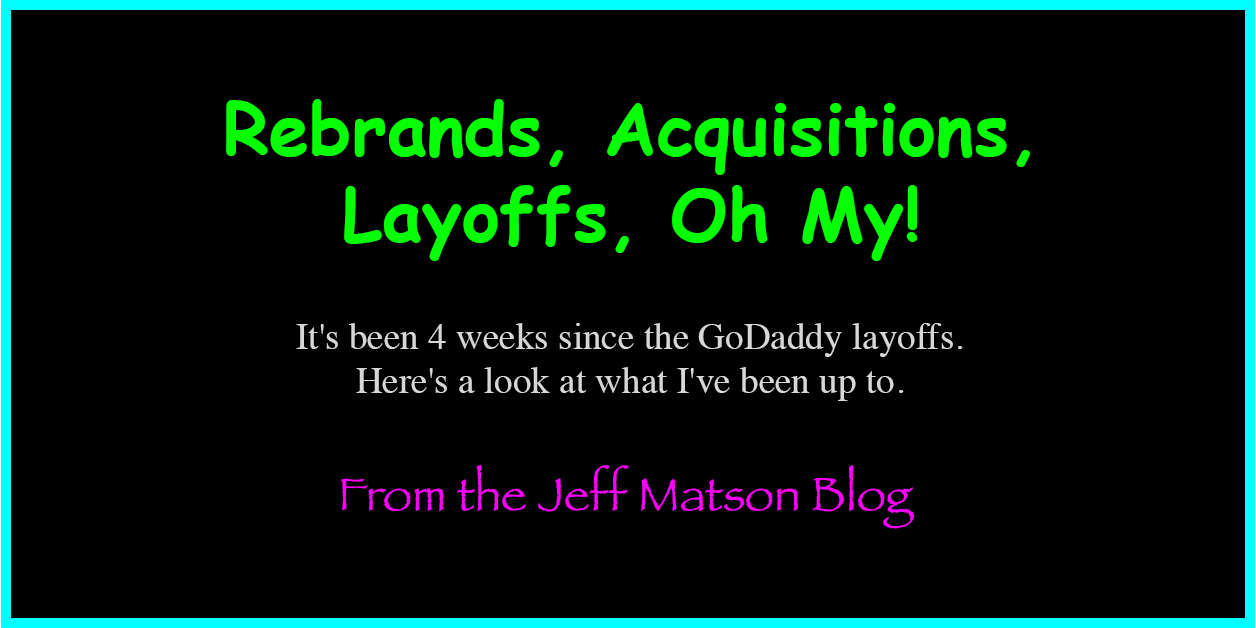 Rebrands, Acquisitions,
Layoffs, Oh My!
It's been 4 weeks since the GoDaddy layoffs.
Here's a look at what I've been up to.
From the Jeff Matson Blog